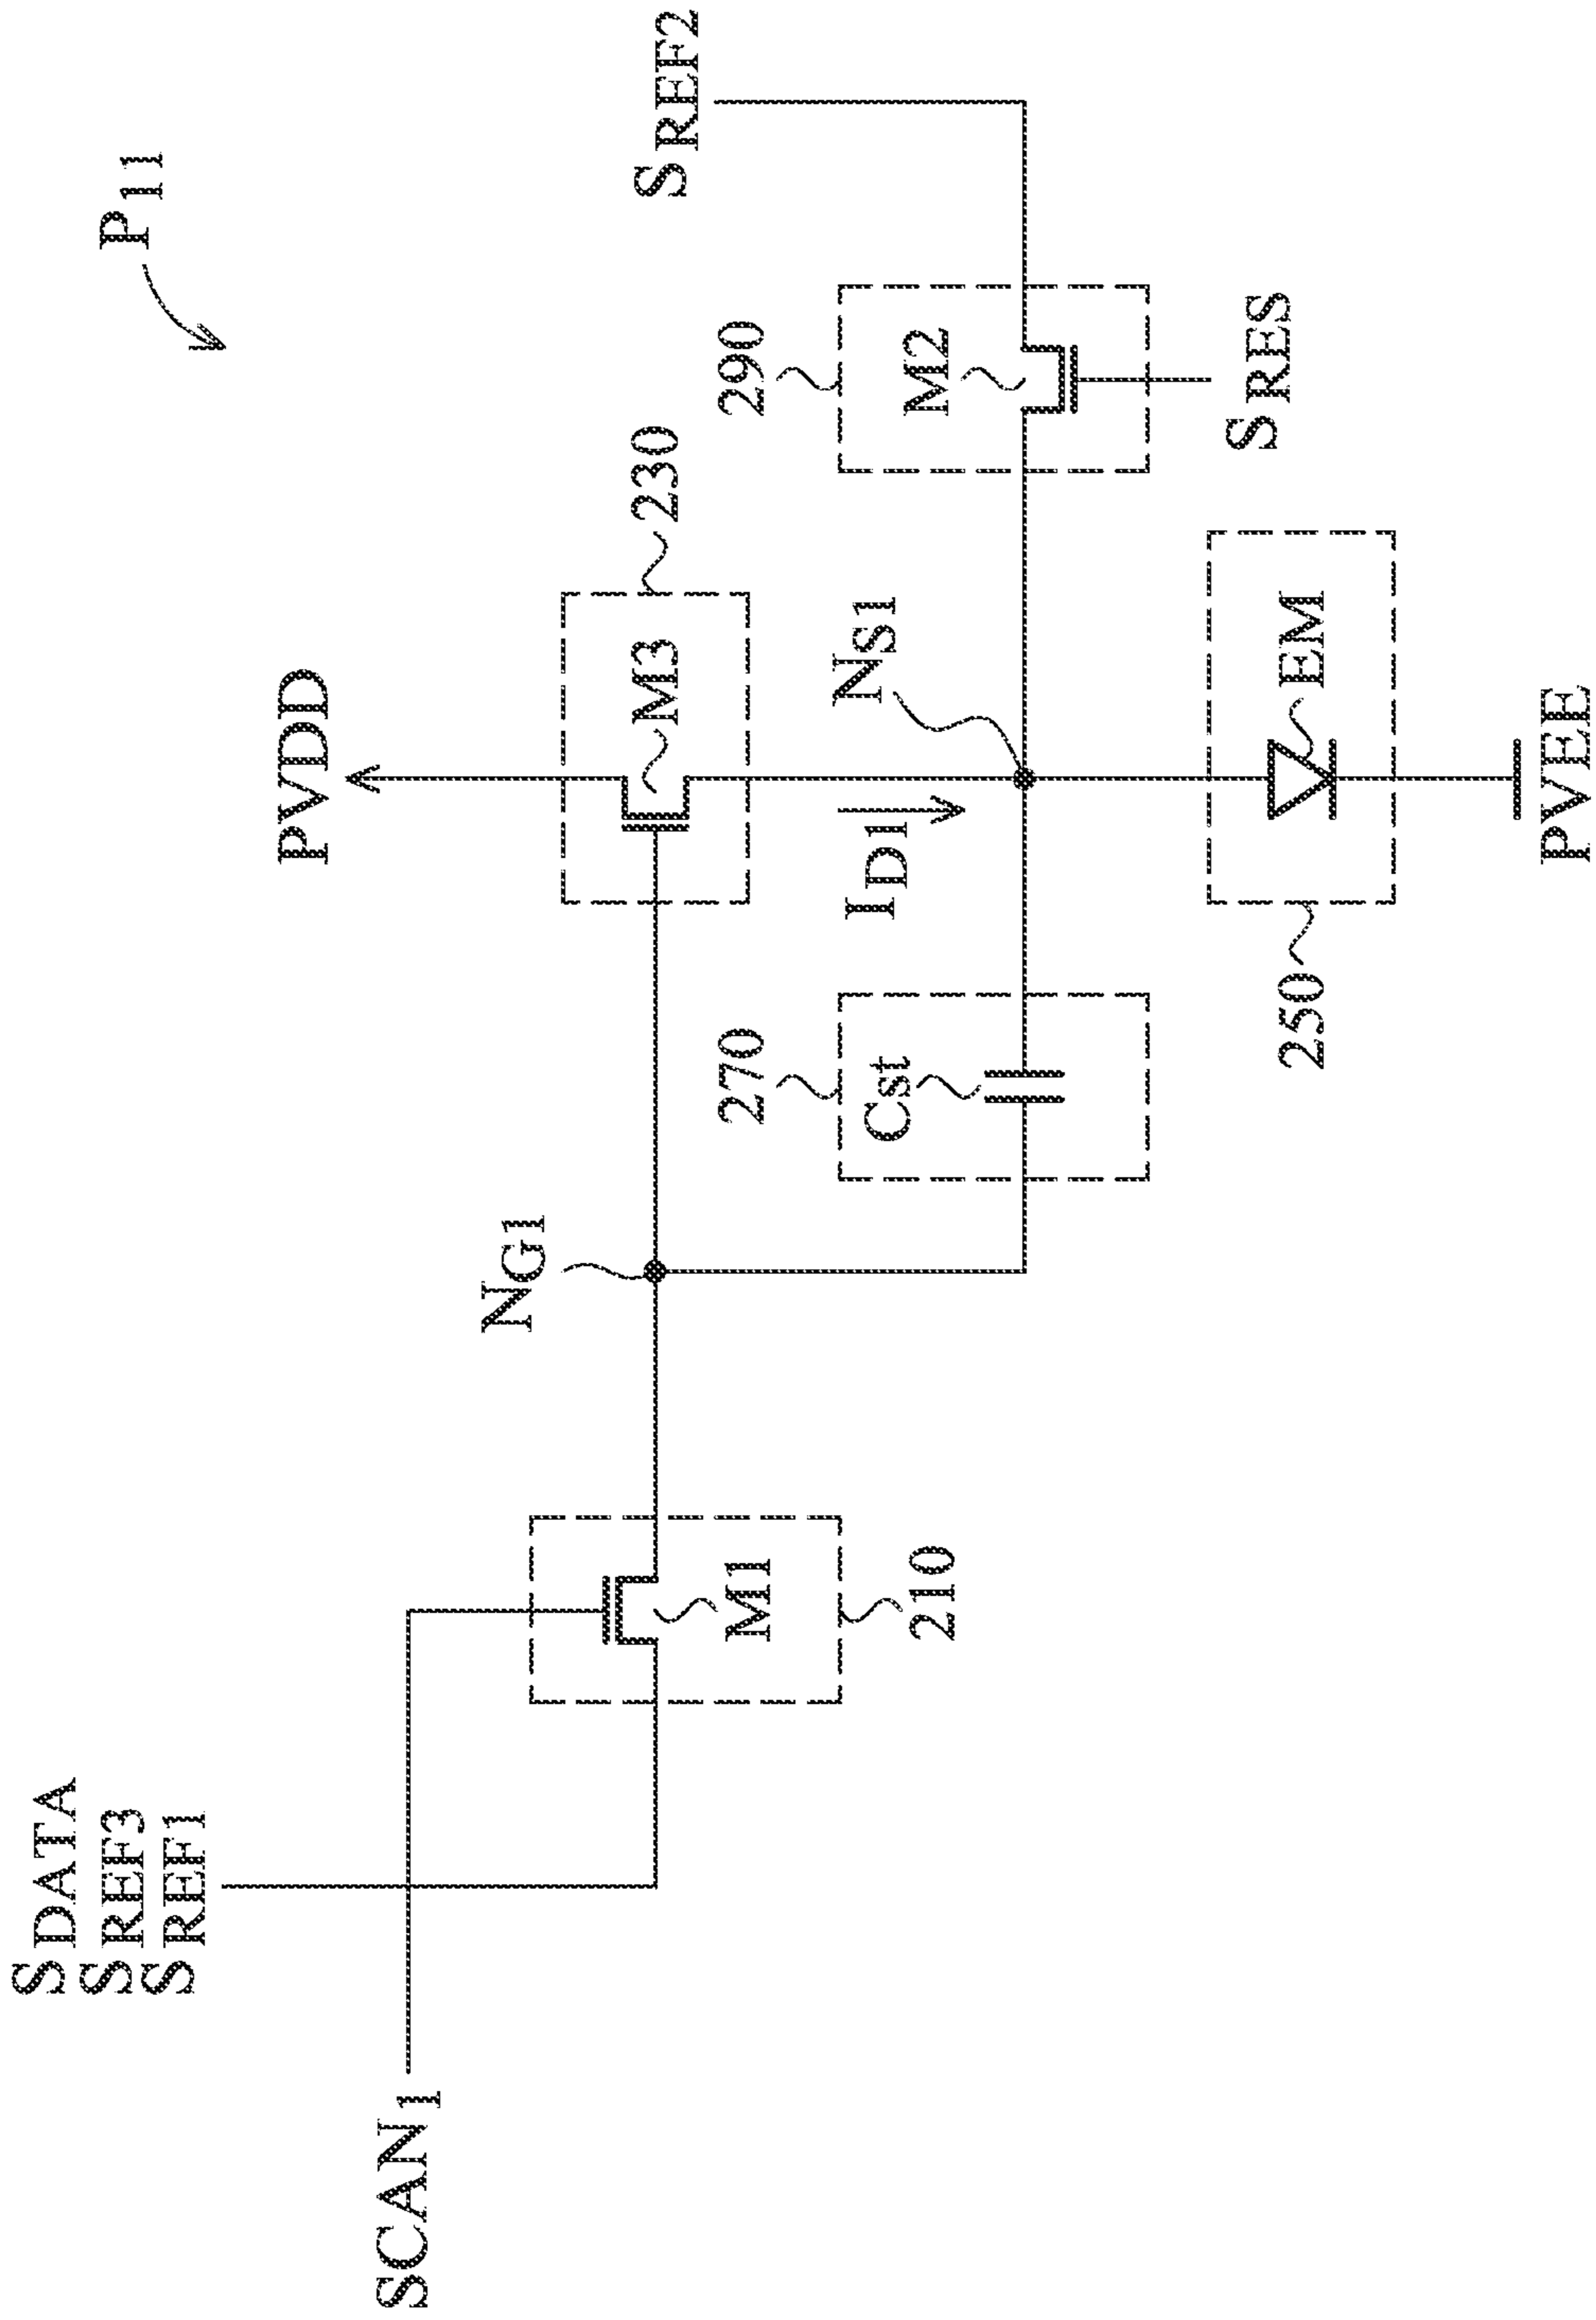 P11
SDATA
SREF3
SREF1
SCAN1
PVDD
SREF2
NG1
M3
230
M1
210
270
Cst
ID1
NS1
290
M2
SRES
250
EM
PVEE